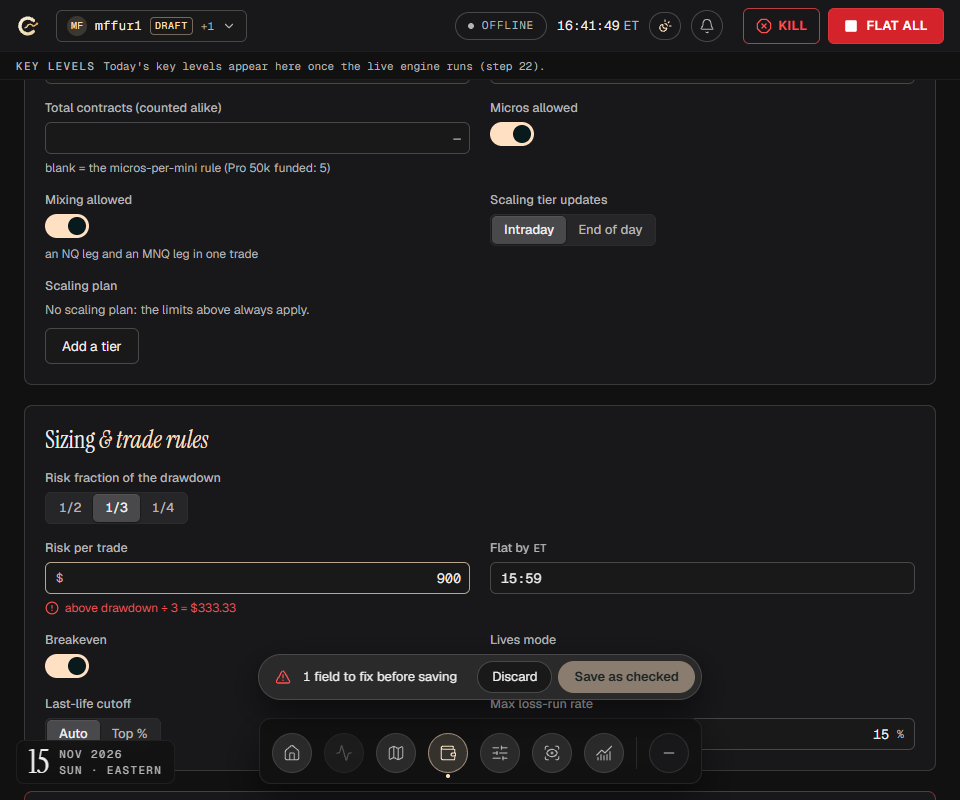 MF mffur1 DRAFT +1
OFFLINE
16:41:49 ET
KILL
FLAT ALL
KEY LEVELS Today's key levels appear here once the live engine runs (step 22).
Total contracts (counted alike)
Micros allowed
—
blank = the micros-per-mini rule (Pro 50k funded: 5)
Mixing allowed
Scaling tier updates
Intraday End of day
an NQ leg and an MNQ leg in one trade
Scaling plan
No scaling plan: the limits above always apply.
Add a tier
Sizing & trade rules
Risk fraction of the drawdown
1/2 1/3 1/4
Risk per trade
Flat by ET
$ 900
15:59
above drawdown ÷ 3 = $333.33
Breakeven
Lives mode
1 field to fix before saving
Discard
Save as checked
Last-life cutoff
Max loss-run rate
Auto Top %
15 %
15 NOV 2026
SUN · EASTERN